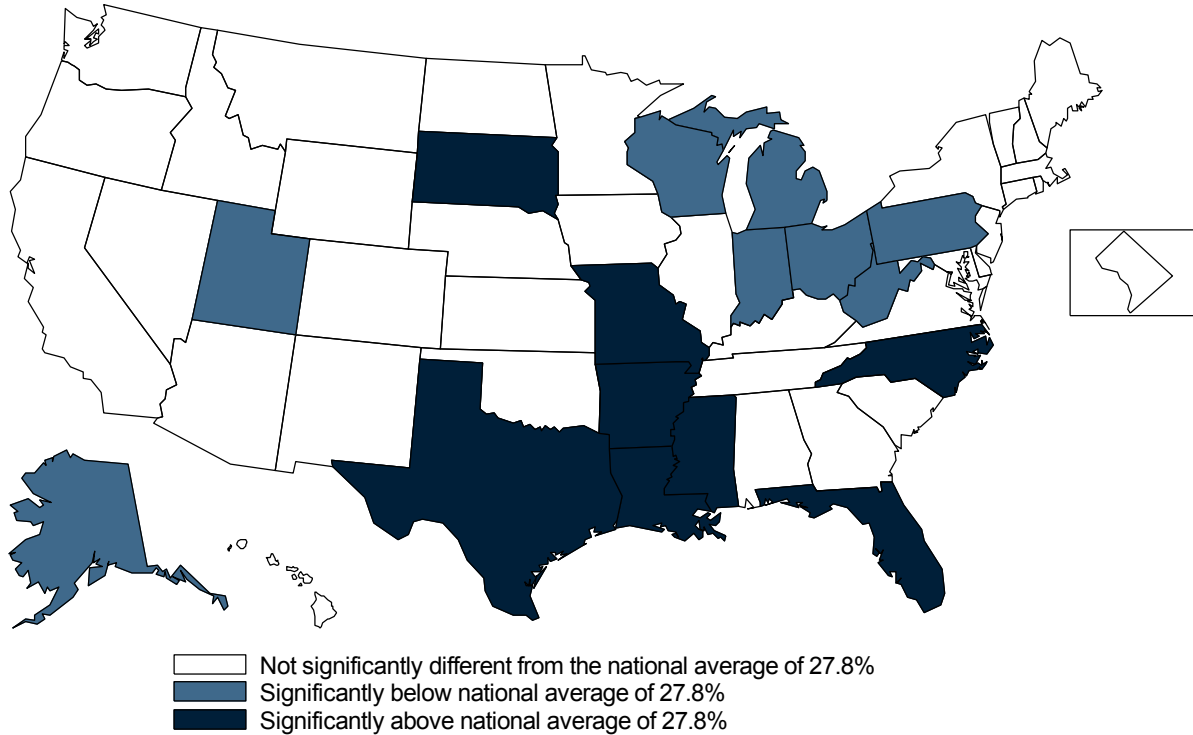 Not significantly different from the national average of 27.8%
Significantly below national average of 27.8%
Significantly above national average of 27.8%